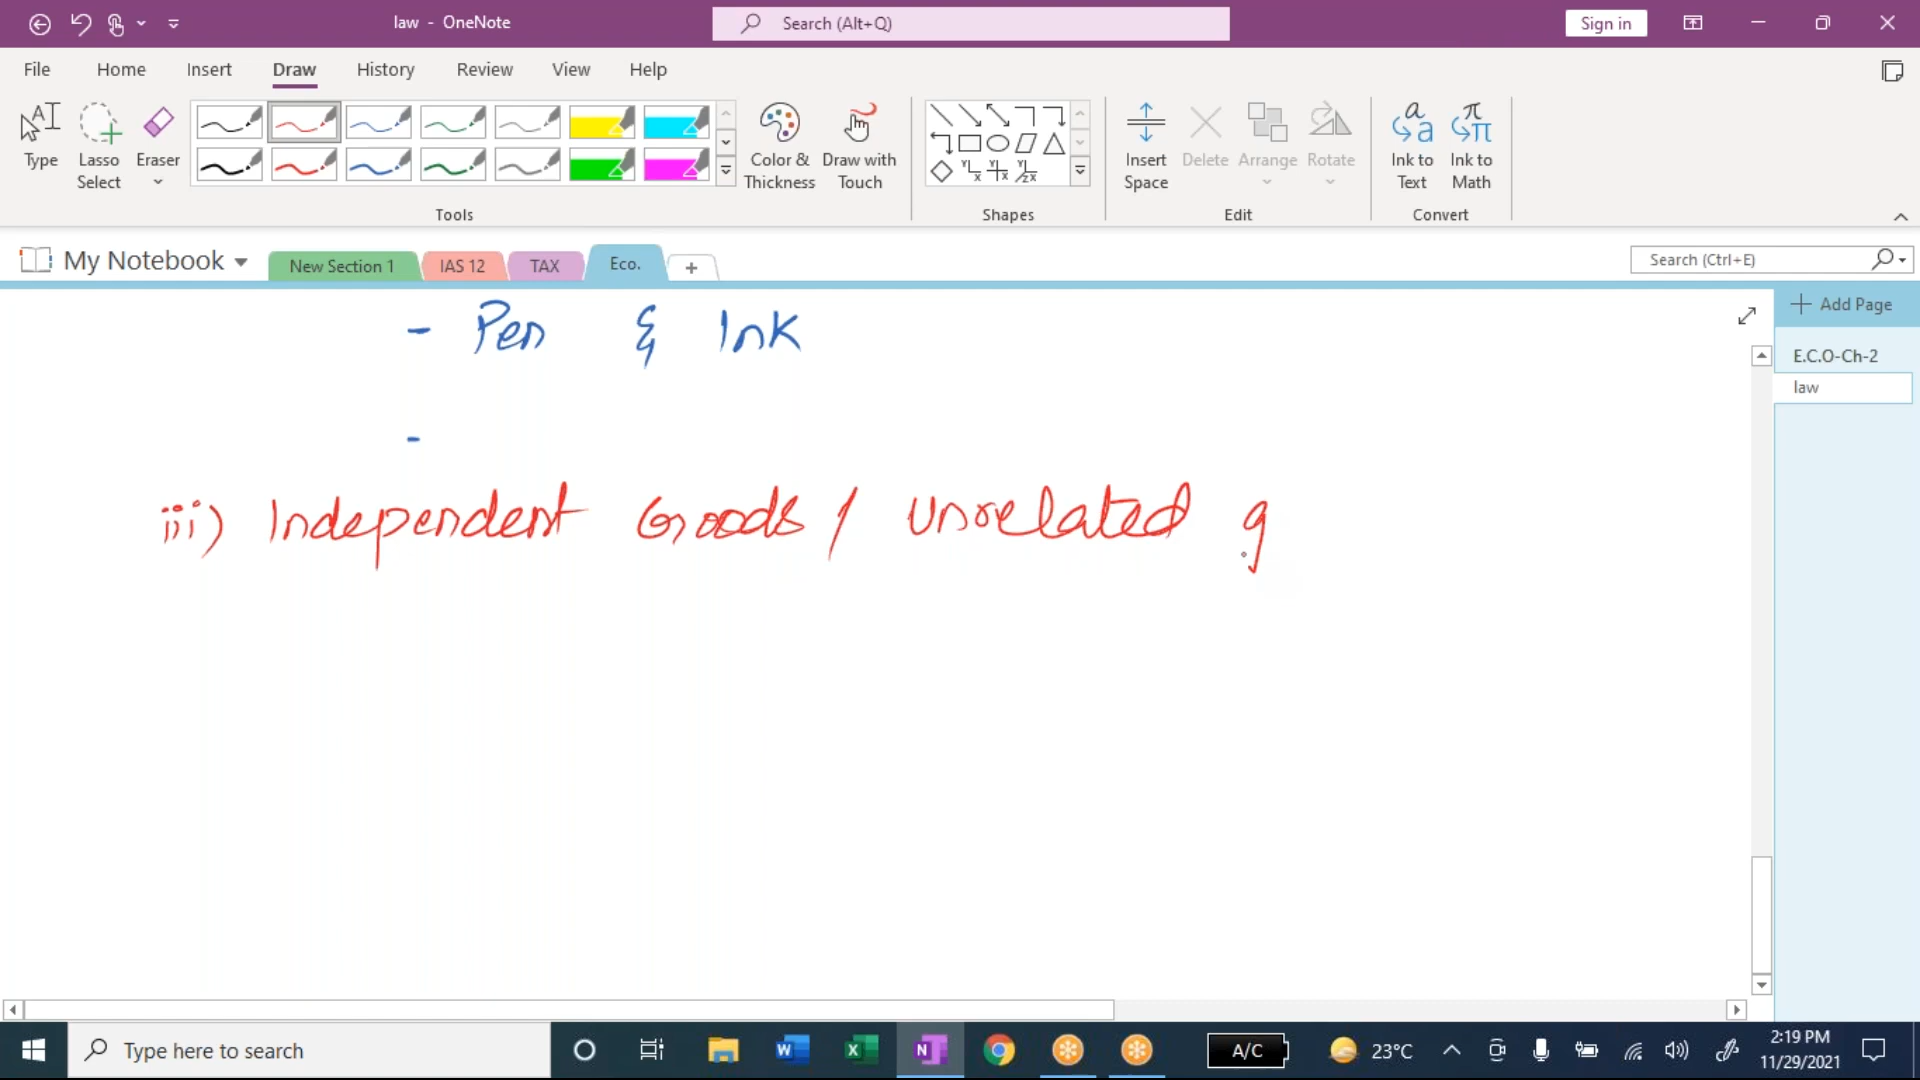 law - OneNote
Search (Alt+Q)
Sign in
File Home Insert Draw History Review View Help
Type
Lasso Select
Eraser
Color & Thickness
Draw with Touch
Insert Space
Delete
Arrange
Rotate
Ink to Text
Ink to Math
Tools
Shapes
Edit
Convert
My Notebook
New Section 1
IAS 12
TAX
Eco.
Search (Ctrl+E)
Add Page
E.C.O-Ch-2
law
- Pen & Ink
-
iii) Independent Goods / Unrelated g
Type here to search
A/C
23°C
2:19 PM
11/29/2021